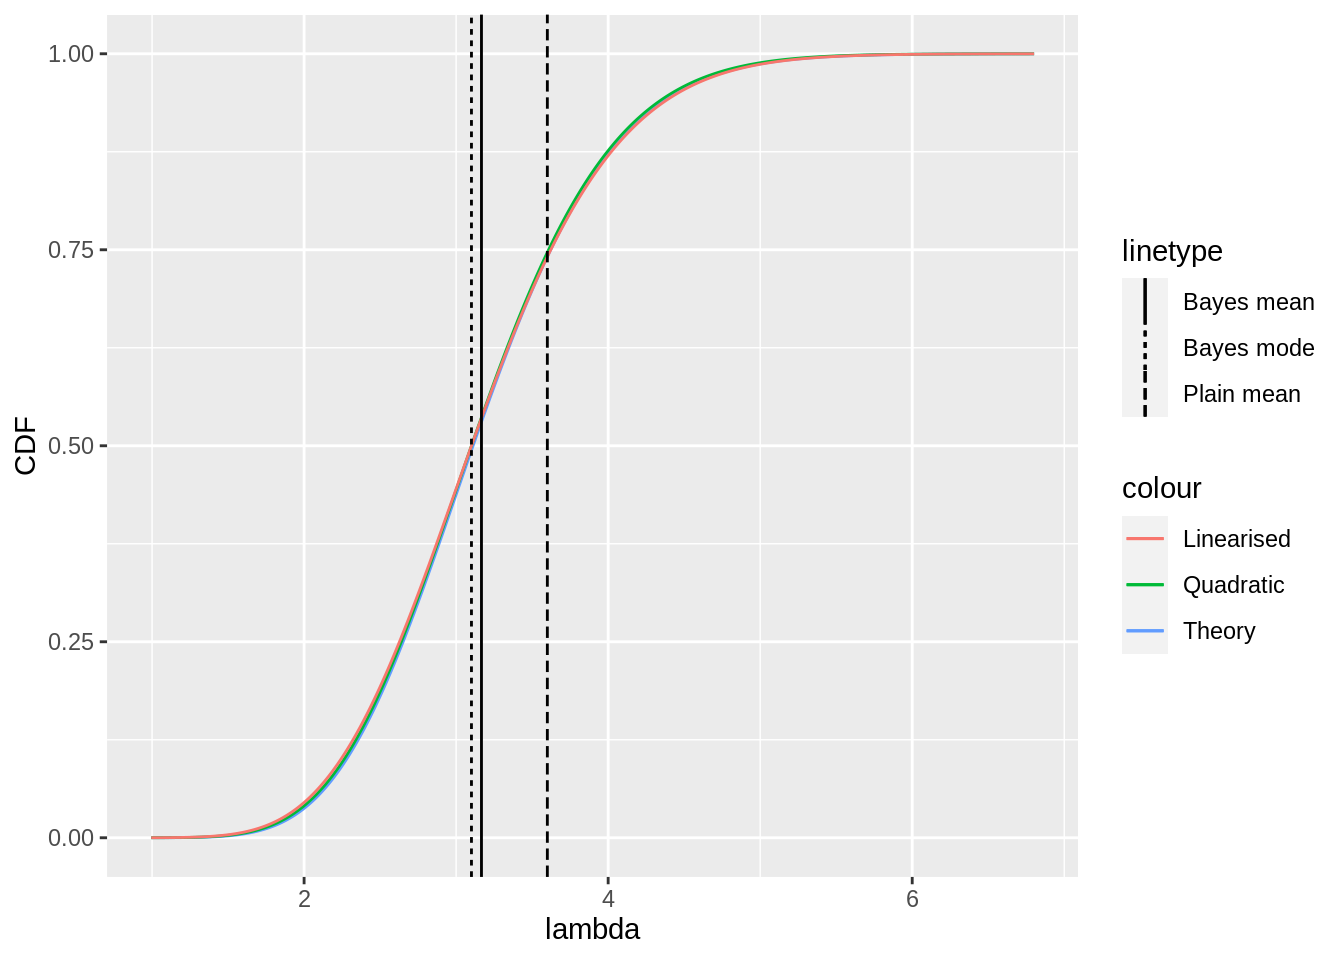 1.00
0.75
0.50
0.25
0.00
CDF
2
4
6
lambda
linetype
Bayes mean
Bayes mode
Plain mean
colour
Linearised
Quadratic
Theory